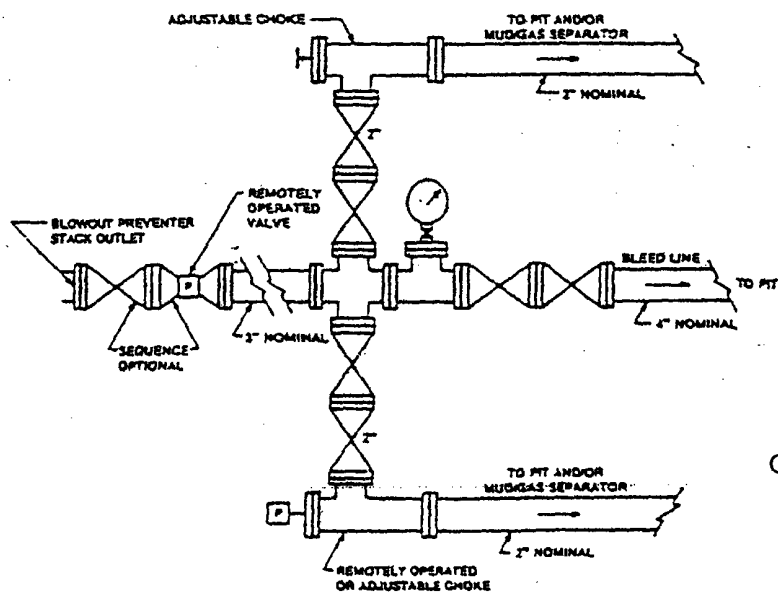 ADJUSTABLE CHOKE
TO PIT AND/OR
MUD/GAS SEPARATOR
2" NOMINAL
2"
REMOTELY
OPERATED
VALVE
BLOWOUT PREVENTER
STACK OUTLET
P
BLEED LINE
TO PIT
4" NOMINAL
3" NOMINAL
SEQUENCE
OPTIONAL
2"
TO PIT AND/OR
MUD/GAS SEPARATOR
P
2" NOMINAL
REMOTELY OPERATED
OR ADJUSTABLE CHOKE